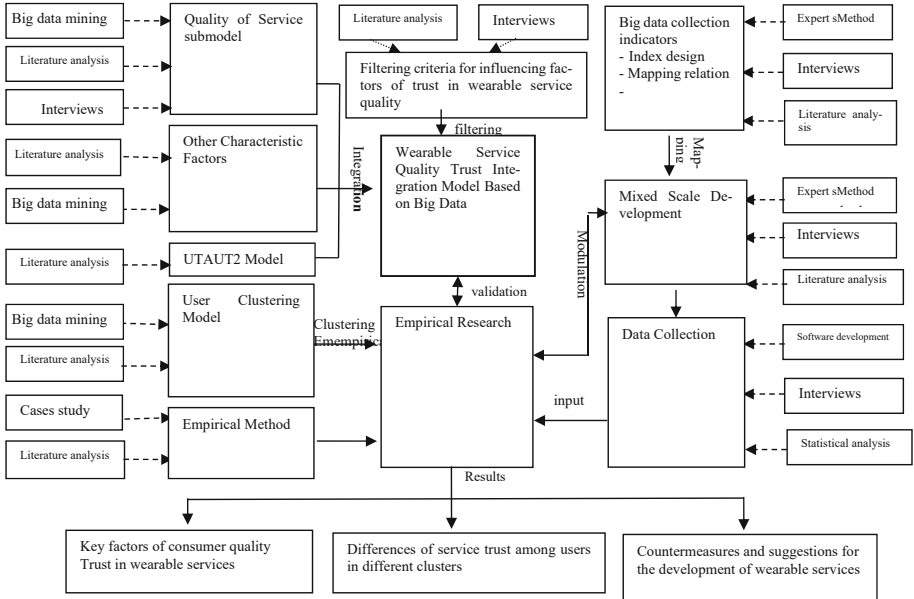 Big data mining
Literature analysis
Interviews
Quality of Service
submodel
Literature analysis
Big data mining
Other Characteristic
Factors
Literature analysis
UTAUT2 Model
Big data mining
Literature analysis
User Clustering
Model
Cases study
Literature analysis
Empirical Method
Integration
Clustering
Emempirica
Literature analysis
Interviews
Filtering criteria for influencing fac-
tors of trust in wearable service
quality
filtering
Wearable Service
Quality Trust Inte-
gration Model Based
on Big Data
validation
Empirical Research
Modulation
input
Results
Big data collection
indicators
- Index design
- Mapping relation
-
Expert sMethod
Interviews
Literature analy-
sis
Map-
ping
Mixed Scale De-
velopment
Expert sMethod
Interviews
Literature analysis
Data Collection
Software development
Interviews
Statistical analysis
Key factors of consumer quality
Trust in wearable services
Differences of service trust among users
in different clusters
Countermeasures and suggestions for
the development of wearable services